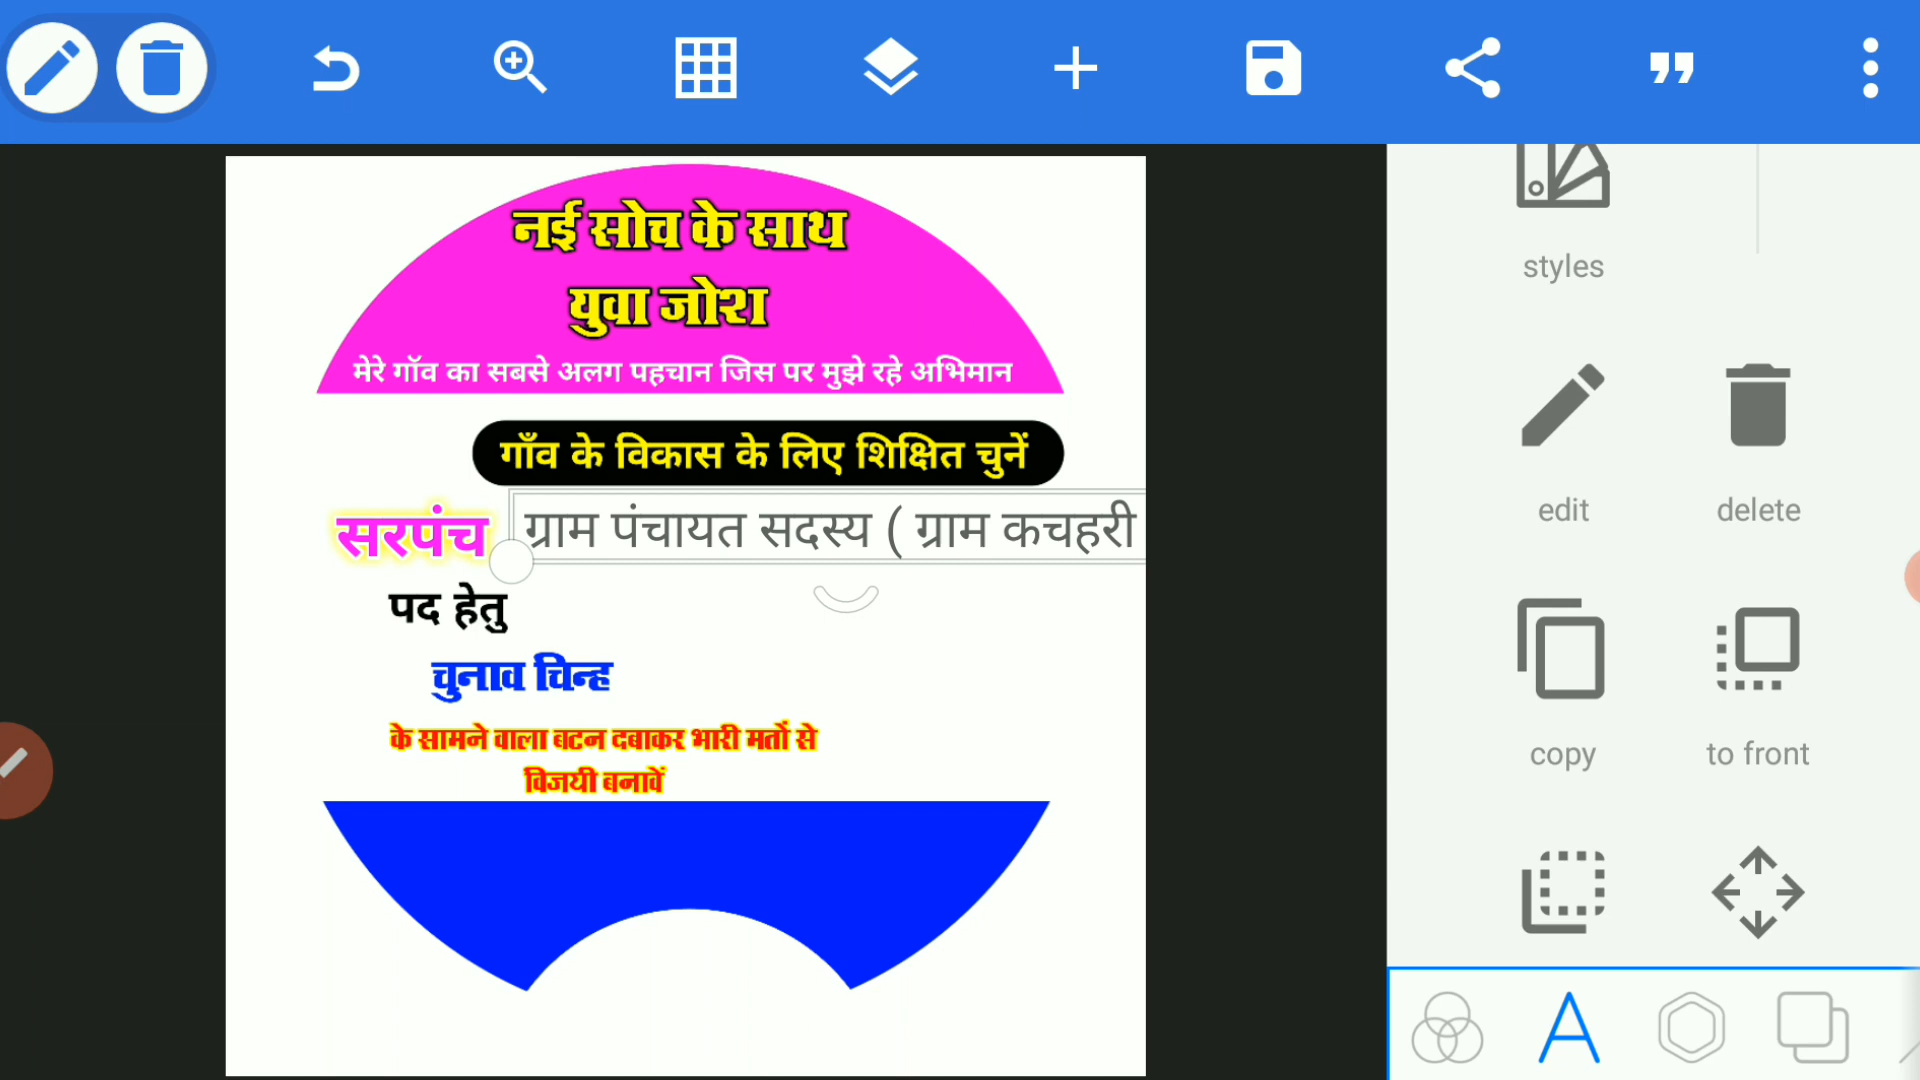 नई सोच के साथ
युवा जोश
मेरे गॉव का सबसे अलग पहचान जिस पर मुझे रहे अभिमान
गाँव के विकास के लिए शिक्षित चुनें
सरपंच
ग्राम पंचायत सदस्य ( ग्राम कचहरी
पद हेतु
चुनाव चिन्ह
के सामने वाला बटन दबाकर भारी मतों से
विजयी बनावें
styles
edit
delete
copy
to front